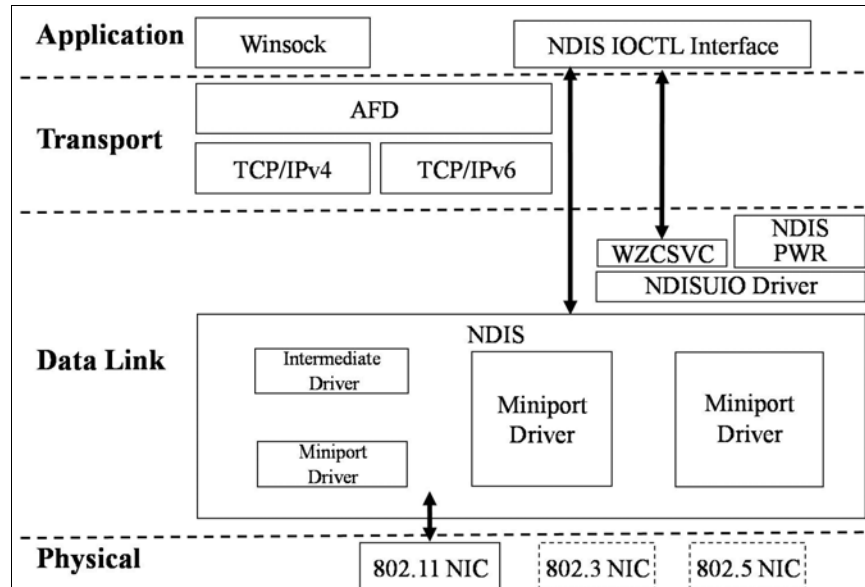 Application
Winsock
NDIS IOCTL Interface
Transport
AFD
TCP/IPv4
TCP/IPv6
NDIS
PWR
WZCSVC
NDISUIO Driver
Data Link
NDIS
Intermediate
Driver
Miniport
Driver
Miniport
Driver
Miniport
Driver
Physical
802.11 NIC
802.3 NIC
802.5 NIC